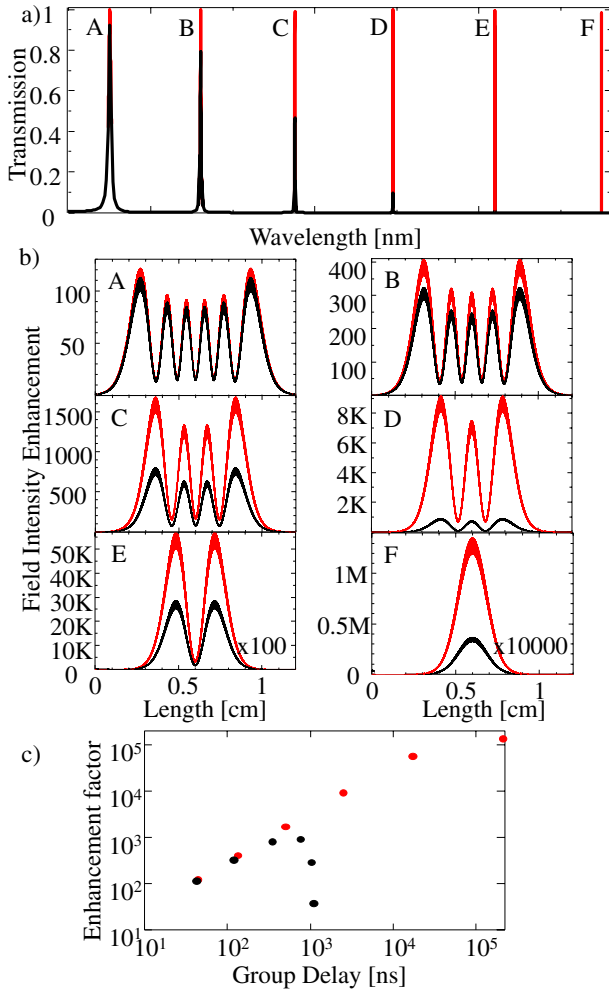 a)
1
0.8
0.6
0.4
0.2
0
Transmission
A B C D E F
Wavelength [nm]
b)
Field Intensity Enhancement
A
100
50
B
400
300
200
100
C
1500
1000
500
D
8K
6K
4K
2K
E
50K
40K
30K
20K
10K
0
x100
F
1M
0.5M
0
x10000
0 0.5 1
Length [cm]
0 0.5 1
Length [cm]
c)
Enhancement factor
10^5
10^4
10^3
10^2
10^1
10^1 10^2 10^3 10^4 10^5
Group Delay [ns]